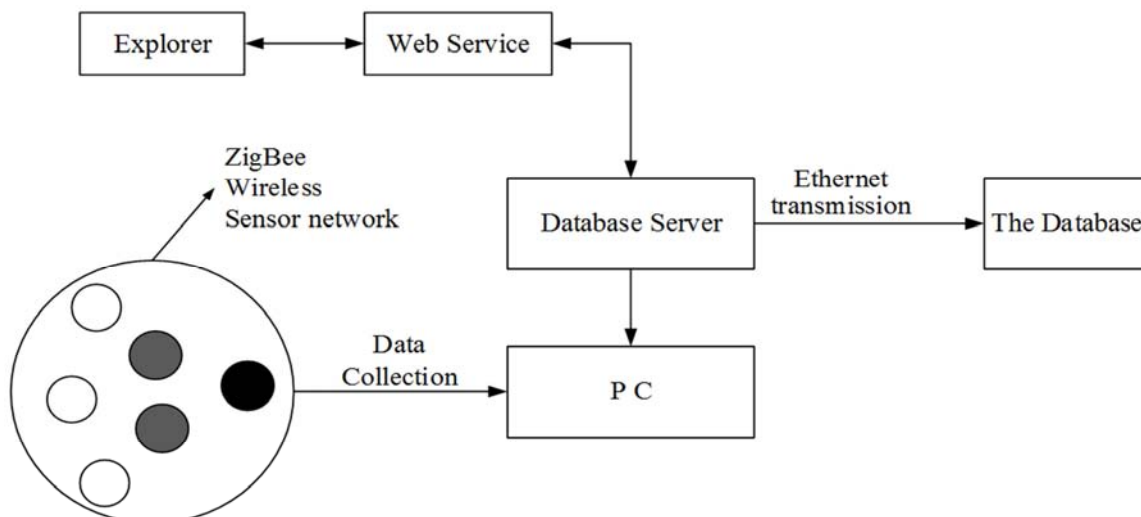 Explorer
Web Service
ZigBee
Wireless
Sensor network
Database Server
Ethernet
transmission
The Database
Data
Collection
P C